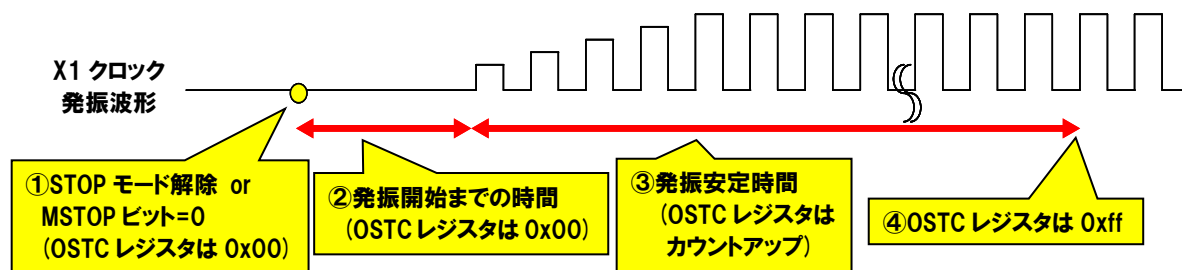 X1 クロック
発振波形
①STOP モード解除 or
MSTOP ビット=0
(OSTC レジスタは 0x00)
②発振開始までの時間
(OSTC レジスタは 0x00)
③発振安定時間
(OSTC レジスタは
カウントアップ)
④OSTC レジスタは 0xff